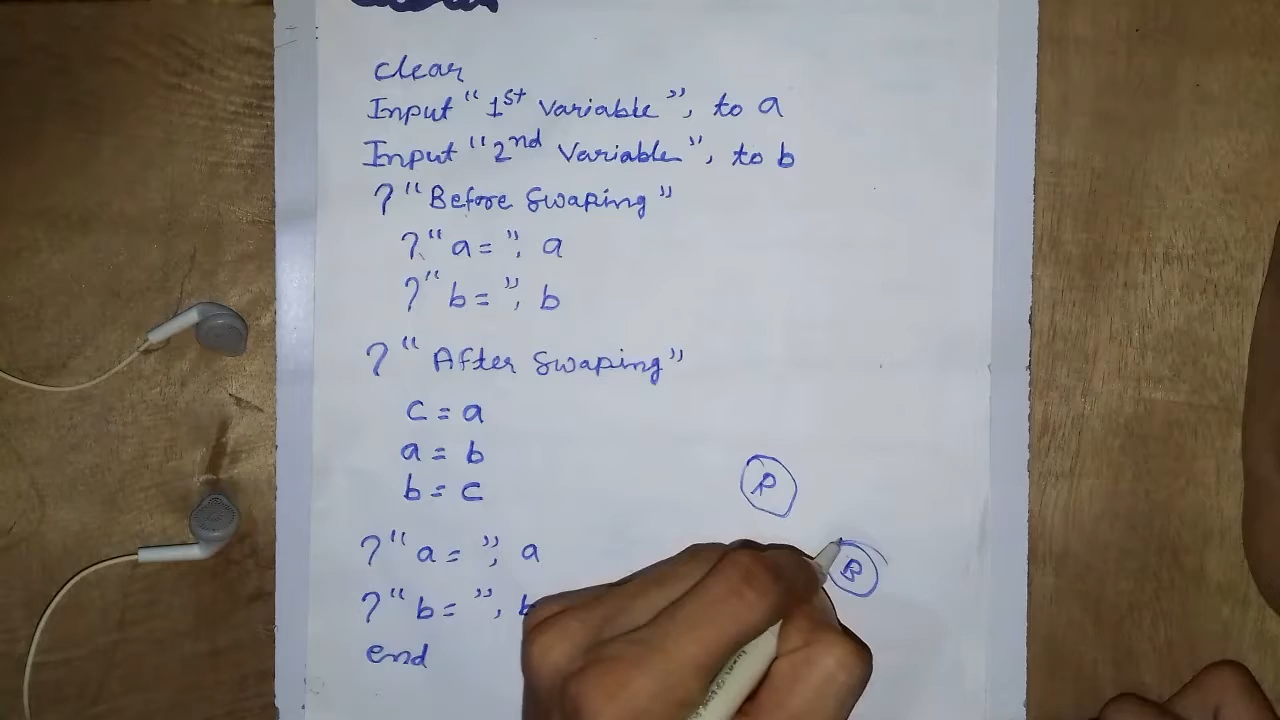 clear
Input "1st Variable", to a
Input "2nd Variable", to b
? "Before Swaping"
? "a = ", a
? "b = ", b
? "After Swaping"
c = a
a = b
b = c
? "a = ", a
? "b = ", b
end
R
B